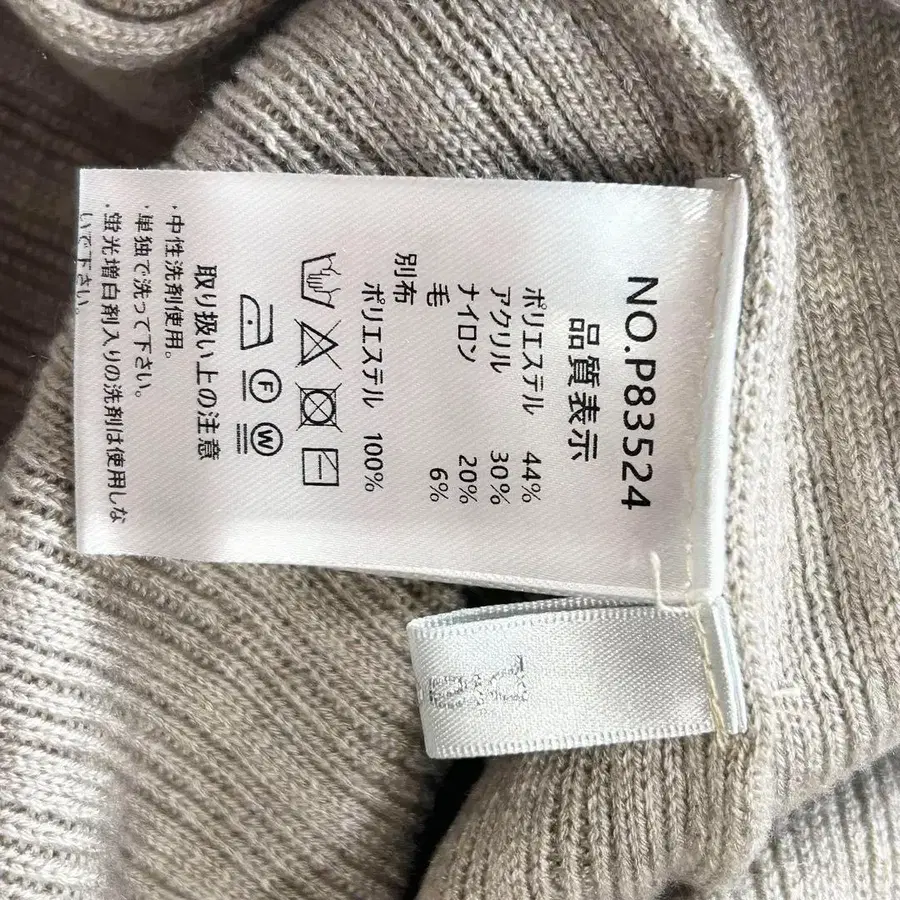 NO.P83524
品質表示
ポリエステル 44%
アクリル 30%
ナイロン 20%
毛 6%
別布
ポリエステル 100%
F W
取り扱い上の注意
・中性洗剤使用。
・単独で洗って下さい。
・蛍光増白剤入りの洗剤は使用しな
いで下さい。